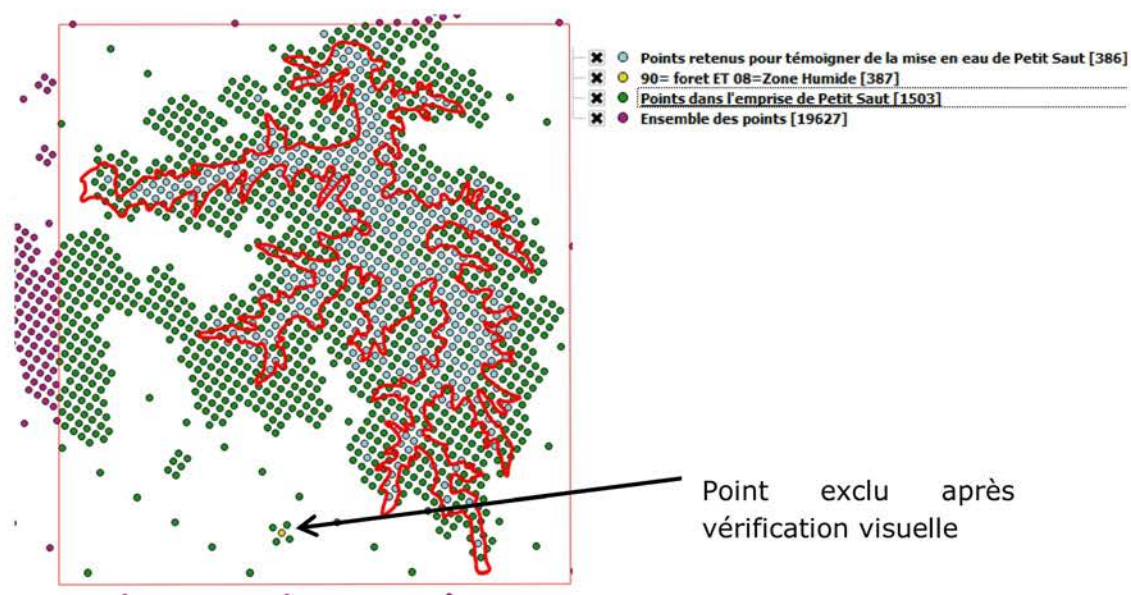 Points retenus pour témoigner de la mise en eau de Petit Saut [386]
90= foret ET 08=Zone Humide [387]
Points dans l'emprise de Petit Saut [1503]
Ensemble des points [19627]
Point exclu après
vérification visuelle